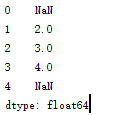 0    NaN
1    2.0
2    3.0
3    4.0
4    NaN
dtype: float64